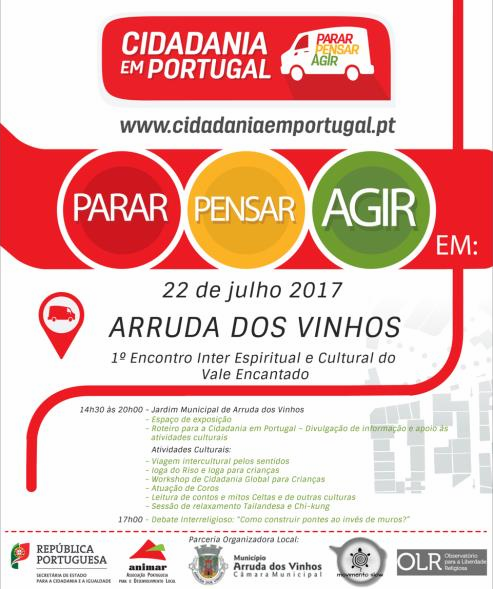 CIDADANIA
EM PORTUGAL
PARAR
PENSAR
AGIR
www.cidadaniaemportugal.pt
PARAR
PENSAR
AGIR
EM:
22 de julho 2017
ARRUDA DOS VINHOS
1º Encontro Inter Espiritual e Cultural do
Vale Encantado
14h30 às 20h00 – Jardim Municipal de Arruda dos Vinhos
– Espaço de exposição
– Roteiro para a Cidadania em Portugal – Divulgação de informação e apoio às
atividades culturais
Atividades Culturais:
– Viagem intercultural pelos sentidos
– Ioga do Riso e Ioga para crianças
– Workshop de Cidadania Global para Crianças
– Atuação de Coros
– Leitura de contos e mitos Celtas e de outras culturas
– Sessão de relaxamento Tailandesa e Chi-kung
17h00 – Debate Interreligioso: "Como construir pontes ao invés de muros?"
Parceria Organizadora Local:
REPÚBLICA
PORTUGUESA
SECRETÁRIA DE ESTADO
PARA A CIDADANIA E A IGUALDADE
animar
ASSOCIAÇÃO PORTUGUESA
PARA O DESENVOLVIMENTO LOCAL
Município
Arruda dos Vinhos
Câmara Municipal
movimento slow
OLR
Observatório
para a Liberdade
Religiosa